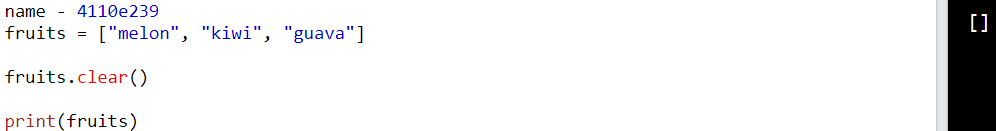 name - 4110e239
fruits = ["melon", "kiwi", "guava"]
fruits.clear()
print(fruits)
[]